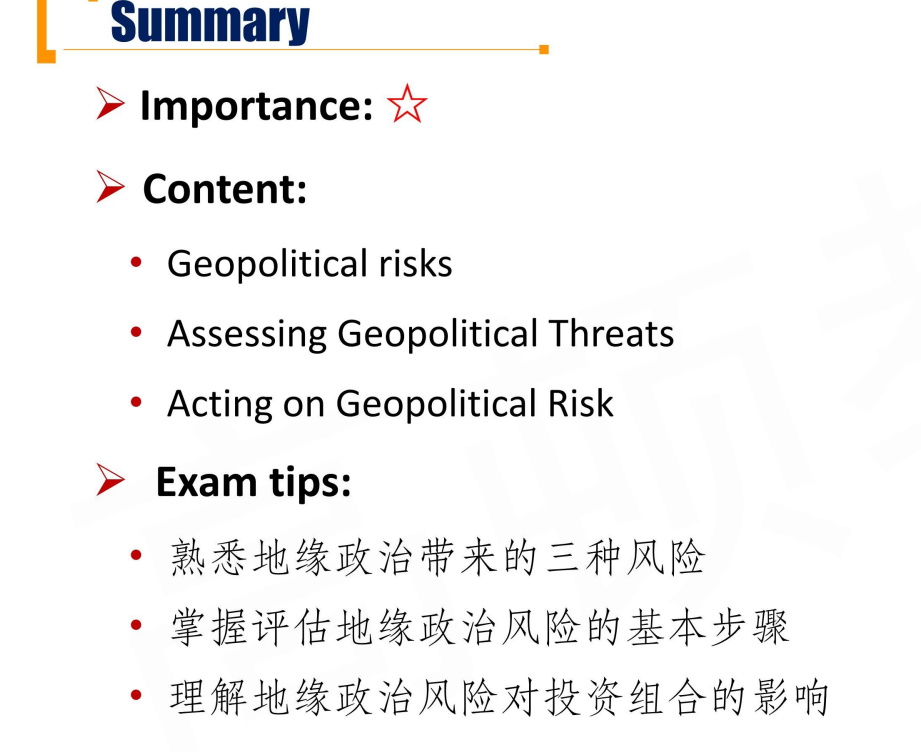 Summary
Importance: ☆
Content:
Geopolitical risks
Assessing Geopolitical Threats
Acting on Geopolitical Risk
Exam tips:
熟悉地缘政治带来的三种风险
掌握评估地缘政治风险的基本步骤
理解地缘政治风险对投资组合的影响